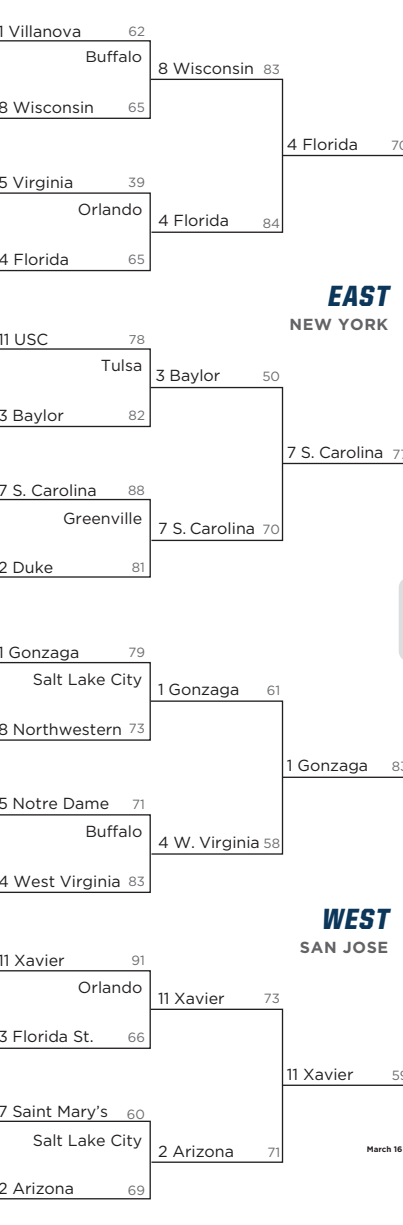 1 Villanova 62
Buffalo
8 Wisconsin 83
8 Wisconsin 65
4 Florida 70
5 Virginia 39
Orlando
4 Florida 84
4 Florida 65
EAST
NEW YORK
11 USC 78
Tulsa
3 Baylor 50
3 Baylor 82
7 S. Carolina 77
7 S. Carolina 88
Greenville
7 S. Carolina 70
2 Duke 81
1 Gonzaga 79
Salt Lake City
1 Gonzaga 61
8 Northwestern 73
1 Gonzaga 83
5 Notre Dame 71
Buffalo
4 W. Virginia 58
4 West Virginia 83
WEST
SAN JOSE
11 Xavier 91
Orlando
11 Xavier 73
3 Florida St. 66
11 Xavier 59
7 Saint Mary's 60
Salt Lake City
2 Arizona 71
March 16
2 Arizona 69